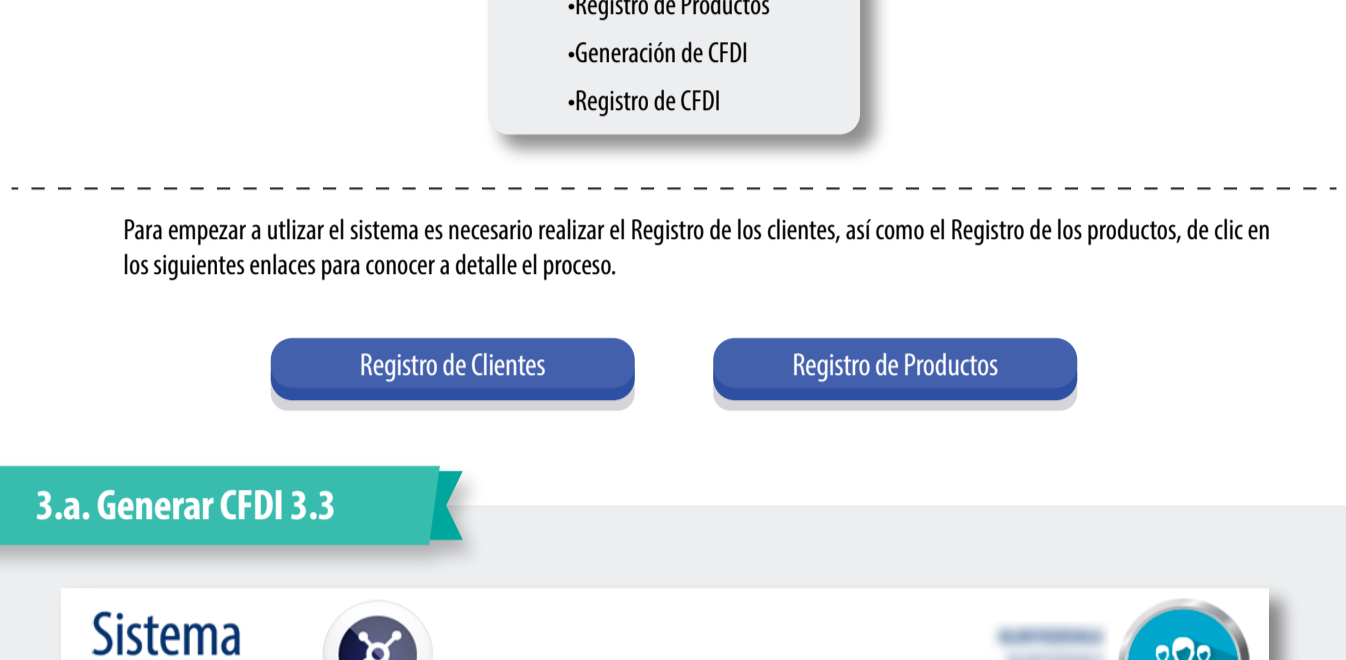 •Registro de Productos
•Generación de CFDI
•Registro de CFDI
Para empezar a utlizar el sistema es necesario realizar el Registro de los clientes, así como el Registro de los productos, de clic en
los siguientes enlaces para conocer a detalle el proceso.
Registro de Clientes
Registro de Productos
3.a. Generar CFDI 3.3
Sistema